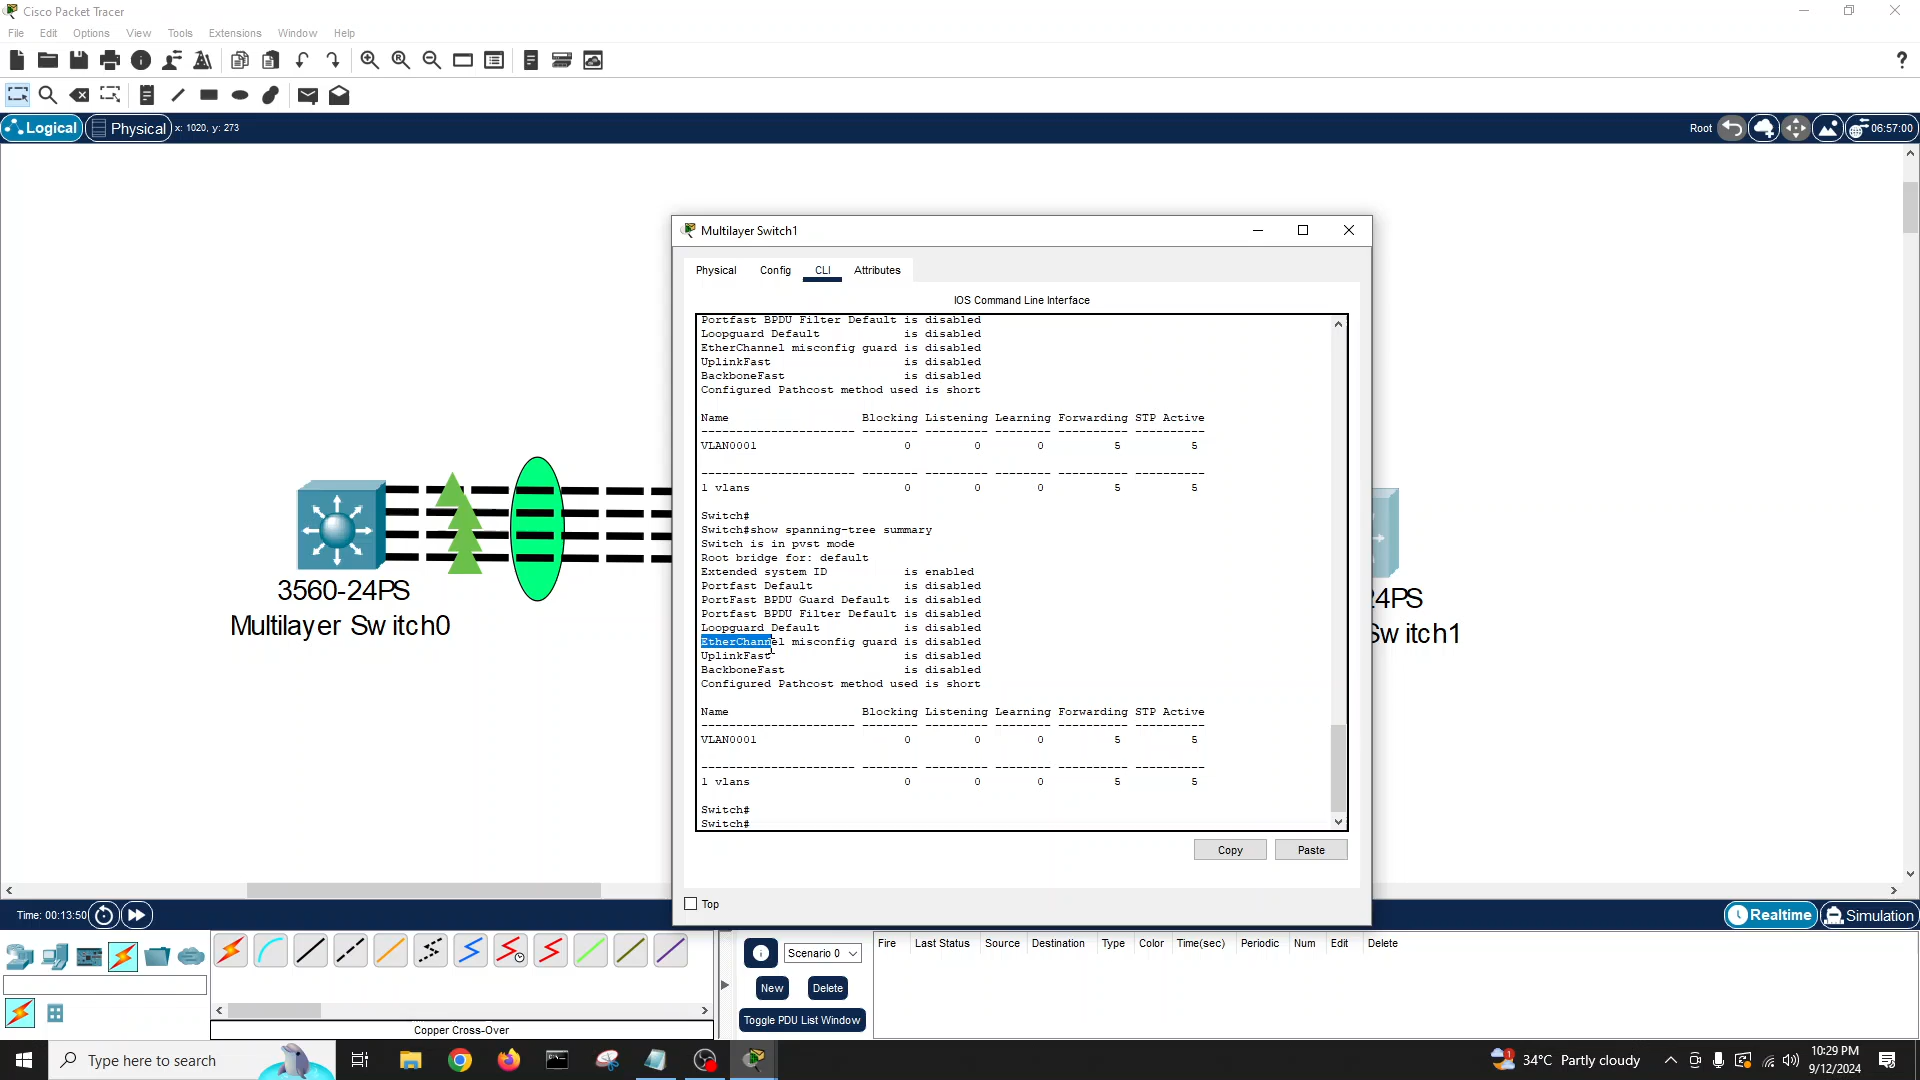 Cisco Packet Tracer
File Edit Options View Tools Extensions Window Help
Logical Physical x: 1020, y: 273 Root 06:57:00
Multilayer Switch1
Physical Config CLI Attributes
IOS Command Line Interface
Portfast BPDU Filter Default is disabled
Loopguard Default is disabled
EtherChannel misconfig guard is disabled
UplinkFast is disabled
BackboneFast is disabled
Configured Pathcost method used is short
Name Blocking Listening Learning Forwarding STP Active
---------------------- -------- --------- -------- ---------- ----------
VLAN0001 0 0 0 5 5
---------------------- -------- --------- -------- ---------- ----------
1 vlans 0 0 0 5 5
Switch#
Switch#show spanning-tree summary
Switch is in pvst mode
Root bridge for: default
Extended system ID is enabled
Portfast Default is disabled
PortFast BPDU Guard Default is disabled
Portfast BPDU Filter Default is disabled
Loopguard Default is disabled
EtherChannel misconfig guard is disabled
UplinkFast is disabled
BackboneFast is disabled
Configured Pathcost method used is short
Name Blocking Listening Learning Forwarding STP Active
---------------------- -------- --------- -------- ---------- ----------
VLAN0001 0 0 0 5 5
---------------------- -------- --------- -------- ---------- ----------
1 vlans 0 0 0 5 5
Switch#
Switch#
Copy Paste
Top
3560-24PS
Multilayer Switch0
24PS
Switch1
Time: 00:13:50 Realtime Simulation
Copper Cross-Over
Scenario 0
New Delete
Toggle PDU List Window
Fire Last Status Source Destination Type Color Time(sec) Periodic Num Edit Delete
Type here to search
34°C Partly cloudy
10:29 PM
9/12/2024